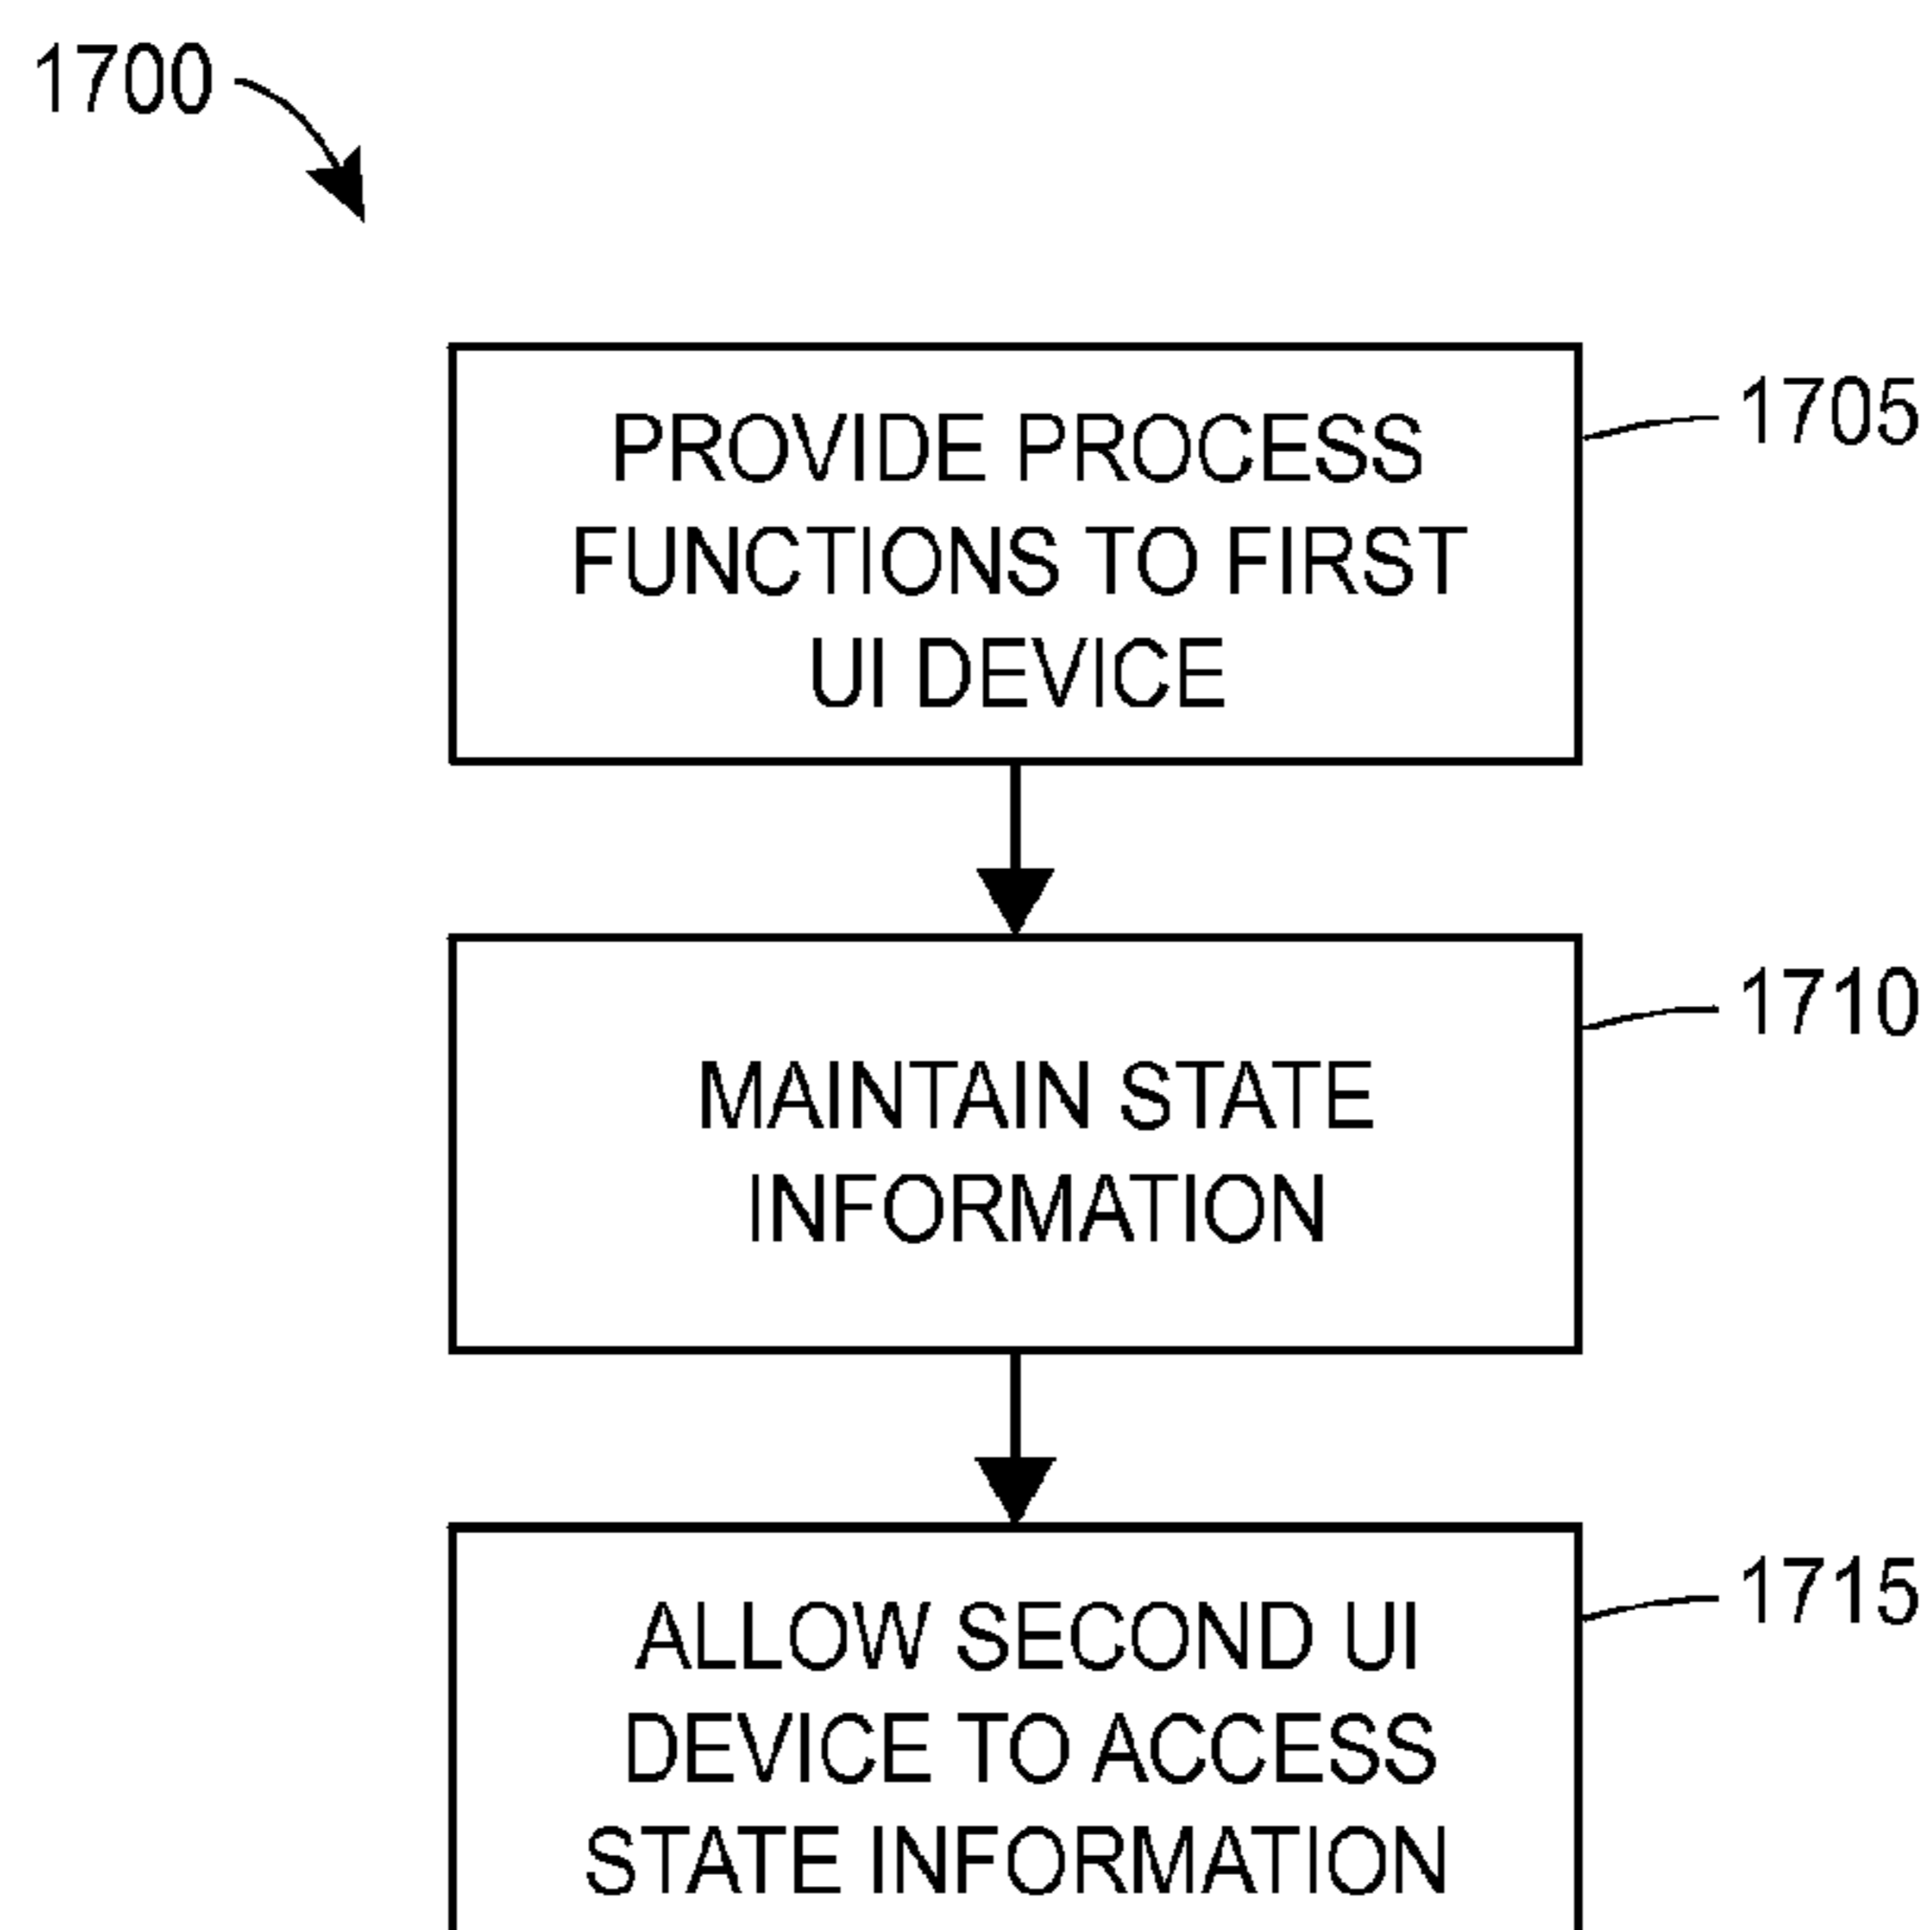 1700
PROVIDE PROCESS
FUNCTIONS TO FIRST
UI DEVICE
1705
MAINTAIN STATE
INFORMATION
1710
ALLOW SECOND UI
DEVICE TO ACCESS
STATE INFORMATION
1715